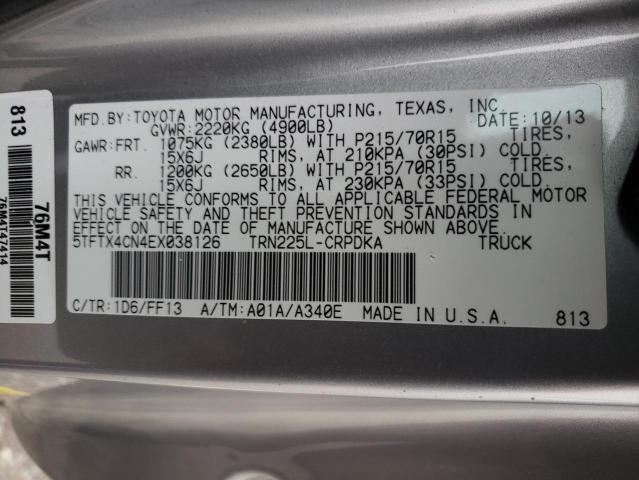 MFD.BY:TOYOTA MOTOR MANUFACTURING, TEXAS, INC.
GVWR:2220KG (4900LB) DATE: 10/13
GAWR:FRT. 1075KG (2380LB) WITH P215/70R15 TIRES,
15X6J RIMS, AT 210KPA (30PSI) COLD
RR. 1200KG (2650LB) WITH P215/70R15 TIRES,
15X6J RIMS, AT 230KPA (33PSI) COLD
THIS VEHICLE CONFORMS TO ALL APPLICABLE FEDERAL MOTOR
VEHICLE SAFETY AND THEFT PREVENTION STANDARDS IN
EFFECT ON THE DATE OF MANUFACTURE SHOWN ABOVE.
5TFTX4CN4EX038126 TRN225L-CRPDKA TRUCK
C/TR:1D6/FF13 A/TM:A01A/A340E MADE IN U.S.A. 813
813
76M4T
76M4T47414